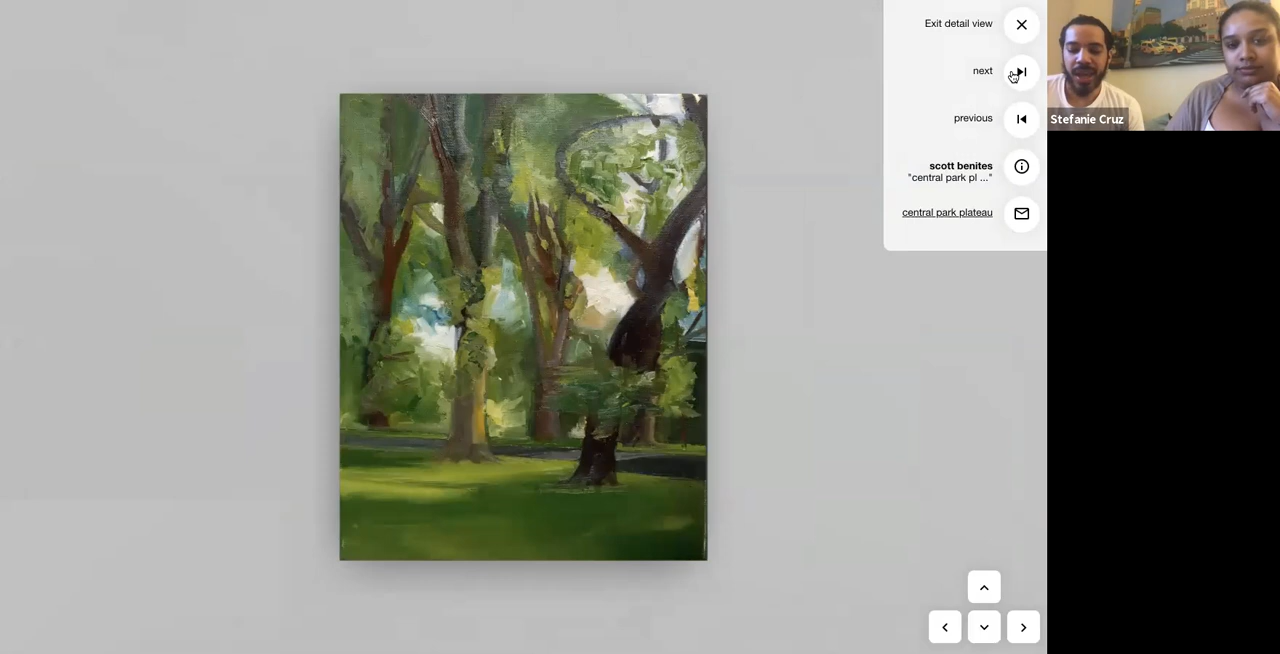 Exit detail view
next
previous
scott benites
"central park pl ..."
central park plateau
Stefanie Cruz